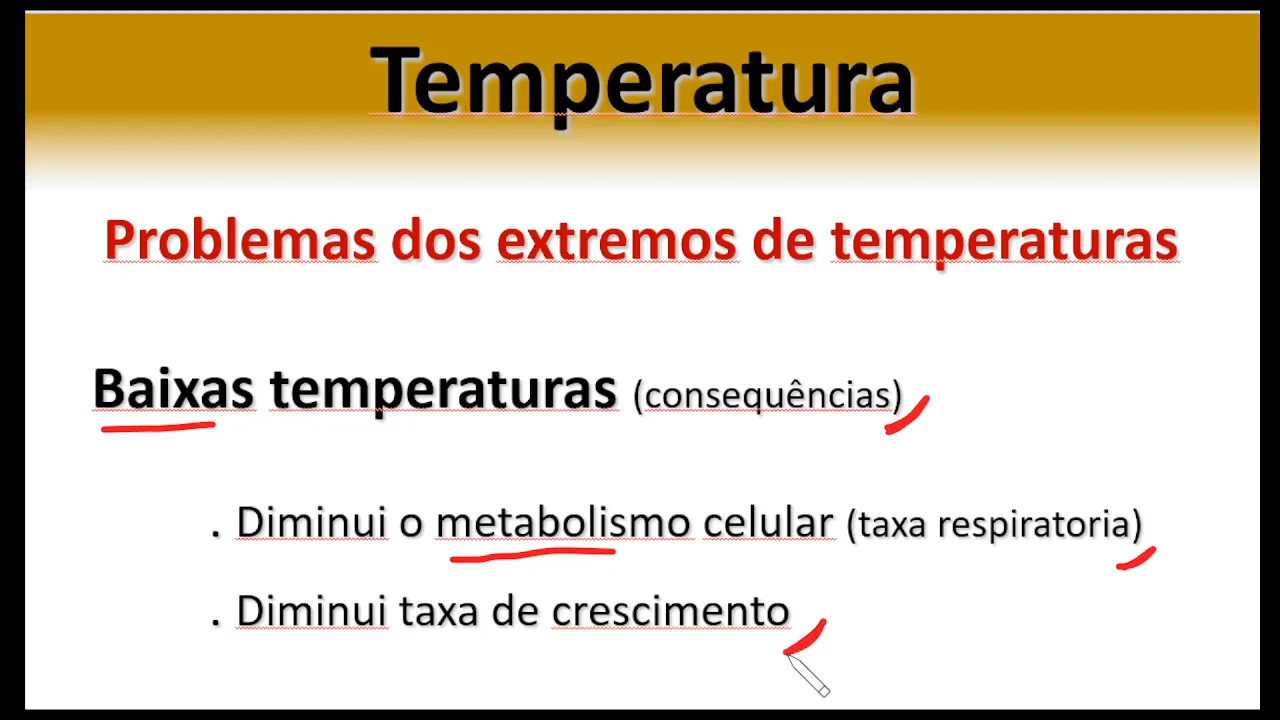 Temperatura
Problemas dos extremos de temperaturas
Baixas temperaturas (consequências)
. Diminui o metabolismo celular (taxa respiratoria)
. Diminui taxa de crescimento